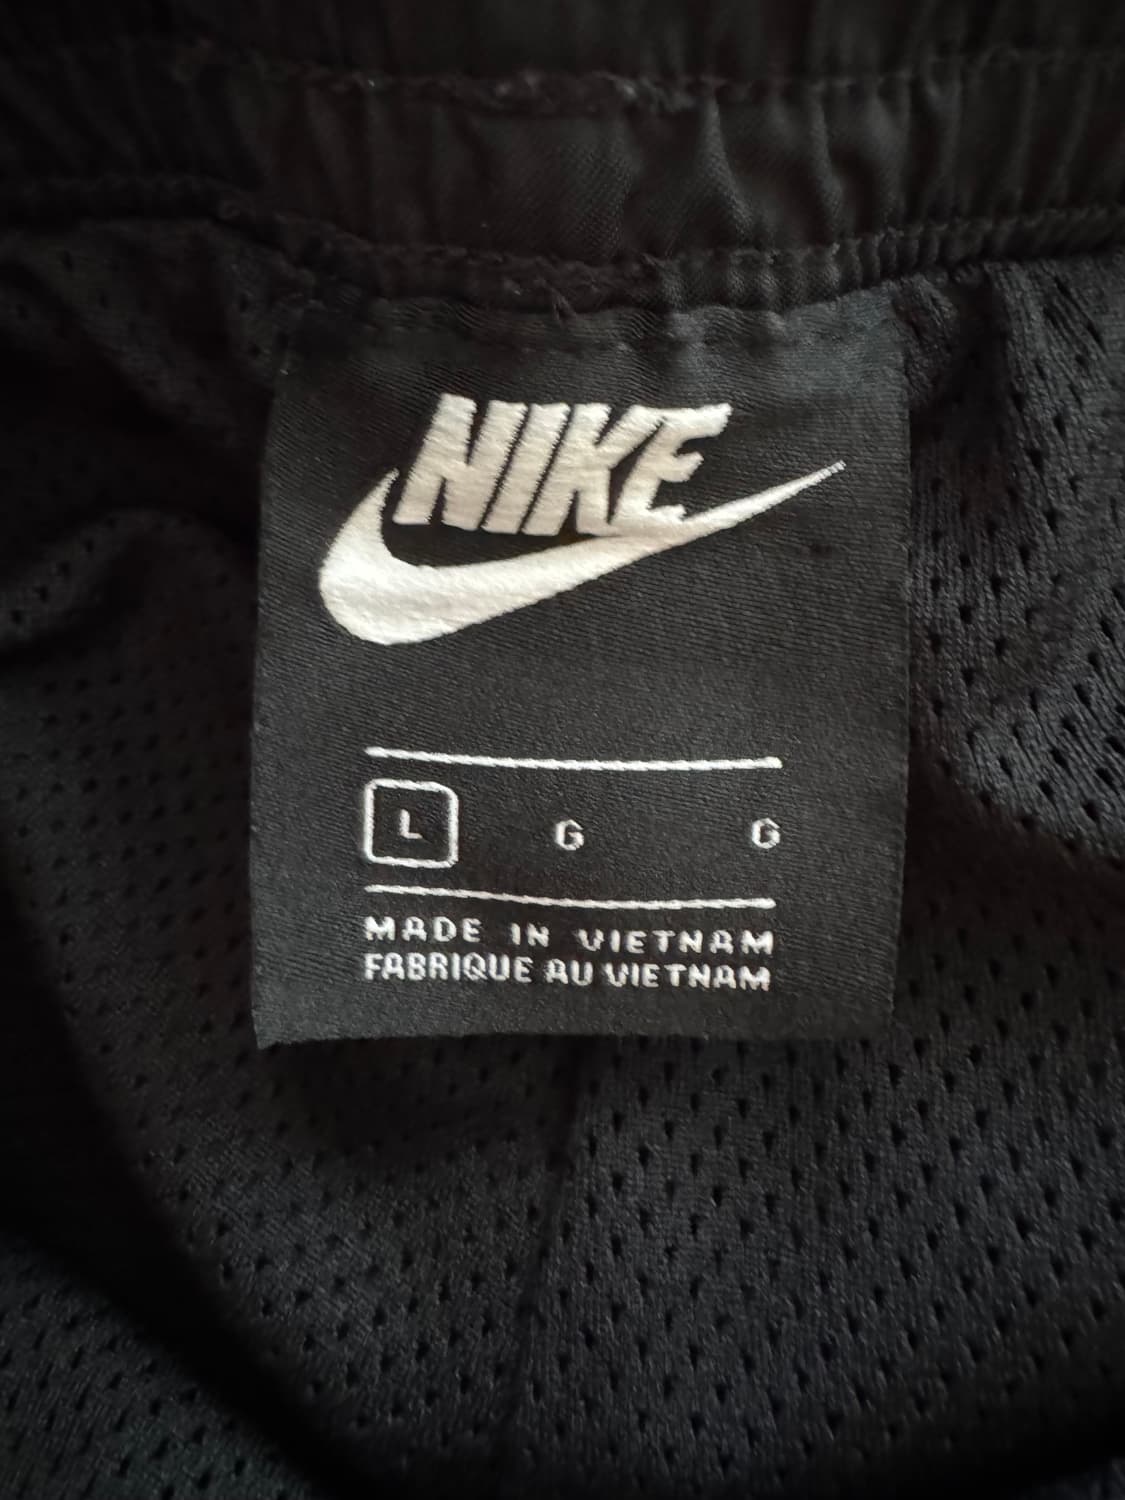 NIKE
L G G
MADE IN VIETNAM
FABRIQUE AU VIETNAM